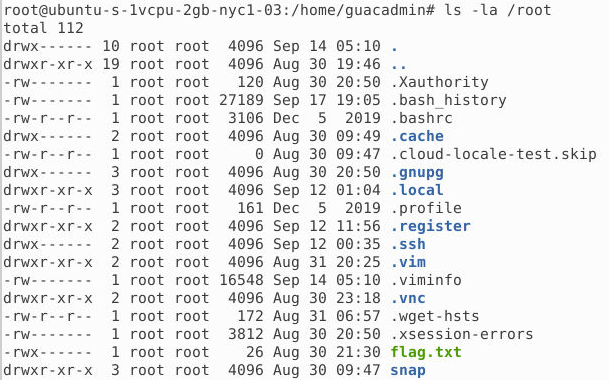 root@ubuntu-s-1vcpu-2gb-nyc1-03:/home/guacadmin# ls -la /root
total 112
drwx------ 10 root root  4096 Sep 14 05:10 .
drwxr-xr-x 19 root root  4096 Aug 30 19:46 ..
-rw-------  1 root root   120 Aug 30 20:50 .Xauthority
-rw-------  1 root root 27189 Sep 17 19:05 .bash_history
-rw-r--r--  1 root root  3106 Dec  5  2019 .bashrc
drwx------  2 root root  4096 Aug 30 09:49 .cache
-rw-r--r--  1 root root     0 Aug 30 09:47 .cloud-locale-test.skip
drwx------  3 root root  4096 Aug 30 20:50 .gnupg
drwxr-xr-x  3 root root  4096 Sep 12 01:04 .local
-rw-r--r--  1 root root   161 Dec  5  2019 .profile
drwxr-xr-x  2 root root  4096 Sep 12 11:56 .register
drwx------  2 root root  4096 Sep 12 00:35 .ssh
drwxr-xr-x  2 root root  4096 Aug 31 20:25 .vim
-rw-------  1 root root 16548 Sep 14 05:10 .viminfo
drwxr-xr-x  2 root root  4096 Aug 30 23:18 .vnc
-rw-r--r--  1 root root   172 Aug 31 06:57 .wget-hsts
-rw-------  1 root root  3812 Aug 30 20:50 .xsession-errors
-rwx------  1 root root    26 Aug 30 21:30 flag.txt
drwxr-xr-x  3 root root  4096 Aug 30 09:47 snap